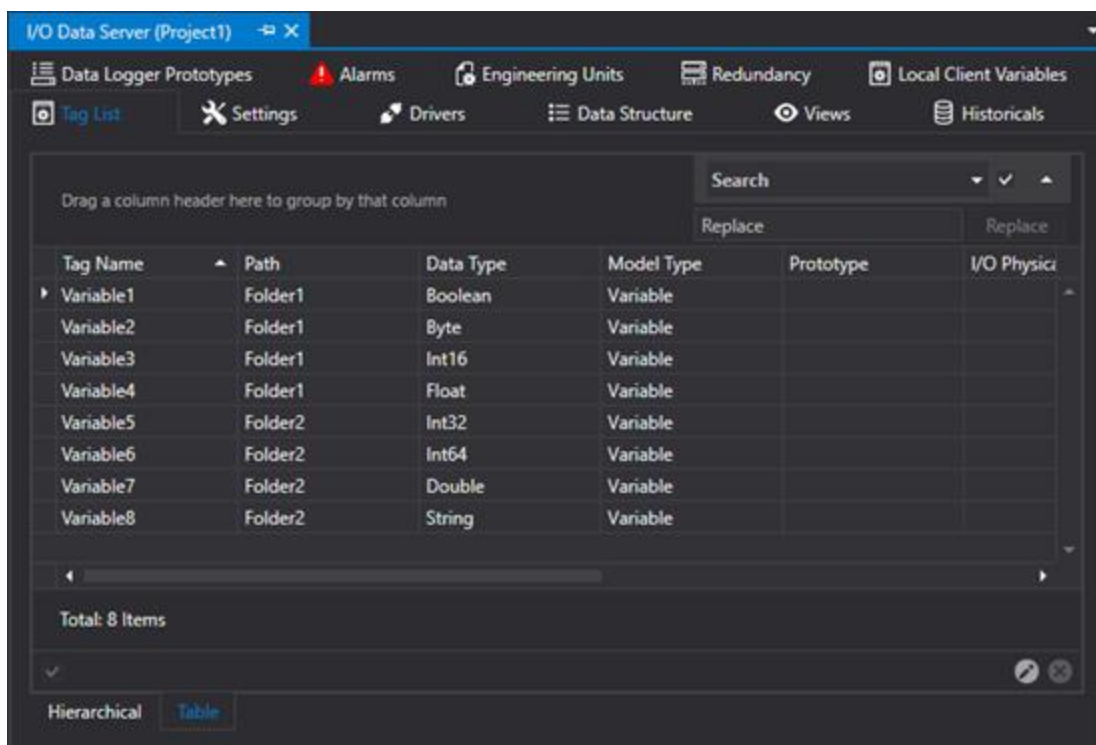 I/O Data Server (Project1)
Data Logger Prototypes Alarms Engineering Units Redundancy Local Client Variables
Tag List Settings Drivers Data Structure Views Historicals
Search
Drag a column header here to group by that column
Replace Replace
Tag Name Path Data Type Model Type Prototype I/O Physica
Variable1 Folder1 Boolean Variable
Variable2 Folder1 Byte Variable
Variable3 Folder1 Int16 Variable
Variable4 Folder1 Float Variable
Variable5 Folder2 Int32 Variable
Variable6 Folder2 Int64 Variable
Variable7 Folder2 Double Variable
Variable8 Folder2 String Variable
Total: 8 Items
Hierarchical Table